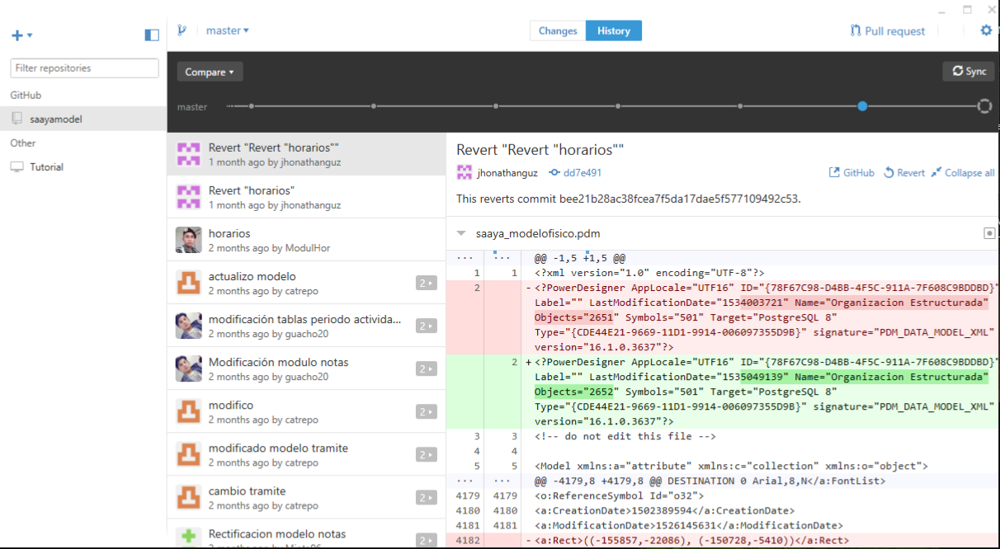 master
Changes
History
Pull request
Filter repositories
GitHub
saayamodel
Other
Tutorial
Compare
Sync
master
Revert "Revert "horarios""
1 month ago by jhonathanguz
Revert "horarios"
1 month ago by jhonathanguz
horarios
2 months ago by ModulHor
actualizo modelo
2 months ago by catrepo
2
modificación tablas periodo activida...
2 months ago by guacho20
2
Modificación modulo notas
2 months ago by guacho20
2
modifico
2 months ago by catrepo
2
modificado modelo tramite
2 months ago by catrepo
2
cambio tramite
2 months ago by catrepo
2
Rectificacion modelo notas
2
Revert "Revert "horarios""
jhonathanguz dd7e491
GitHub Revert Collapse all
This reverts commit bee21b28ac38fcea7f5da17dae5f577109492c53.
saaya_modelofisico.pdm
... ... @@ -1,5 +1,5 @@
1 1 <?xml version="1.0" encoding="UTF-8"?>
2 -<?PowerDesigner AppLocale="UTF16" ID="{78F67C98-D4BB-4F5C-911A-7F608C9BDDBD}"
Label="" LastModificationDate="1534003721" Name="Organizacion Estructurada"
Objects="2651" Symbols="501" Target="PostgreSQL 8"
Type="{CDE44E21-9669-11D1-9914-006097355D9B}" signature="PDM_DATA_MODEL_XML"
version="16.1.0.3637"?>
2 +<?PowerDesigner AppLocale="UTF16" ID="{78F67C98-D4BB-4F5C-911A-7F608C9BDDBD}"
Label="" LastModificationDate="1535049139" Name="Organizacion Estructurada"
Objects="2652" Symbols="501" Target="PostgreSQL 8"
Type="{CDE44E21-9669-11D1-9914-006097355D9B}" signature="PDM_DATA_MODEL_XML"
version="16.1.0.3637"?>
3 3 <!-- do not edit this file -->
4 4
5 5 <Model xmlns:a="attribute" xmlns:c="collection" xmlns:o="object">
... ... @@ -4179,8 +4179,8 @@ DESTINATION 0 Arial,8,N</a:FontList>
4179 4179 <o:ReferenceSymbol Id="o32">
4180 4180 <a:CreationDate>1502389594</a:CreationDate>
4181 4181 <a:ModificationDate>1526145631</a:ModificationDate>
4182 -<a:Rect>((-155857,-22086), (-150728,-5410))</a:Rect>